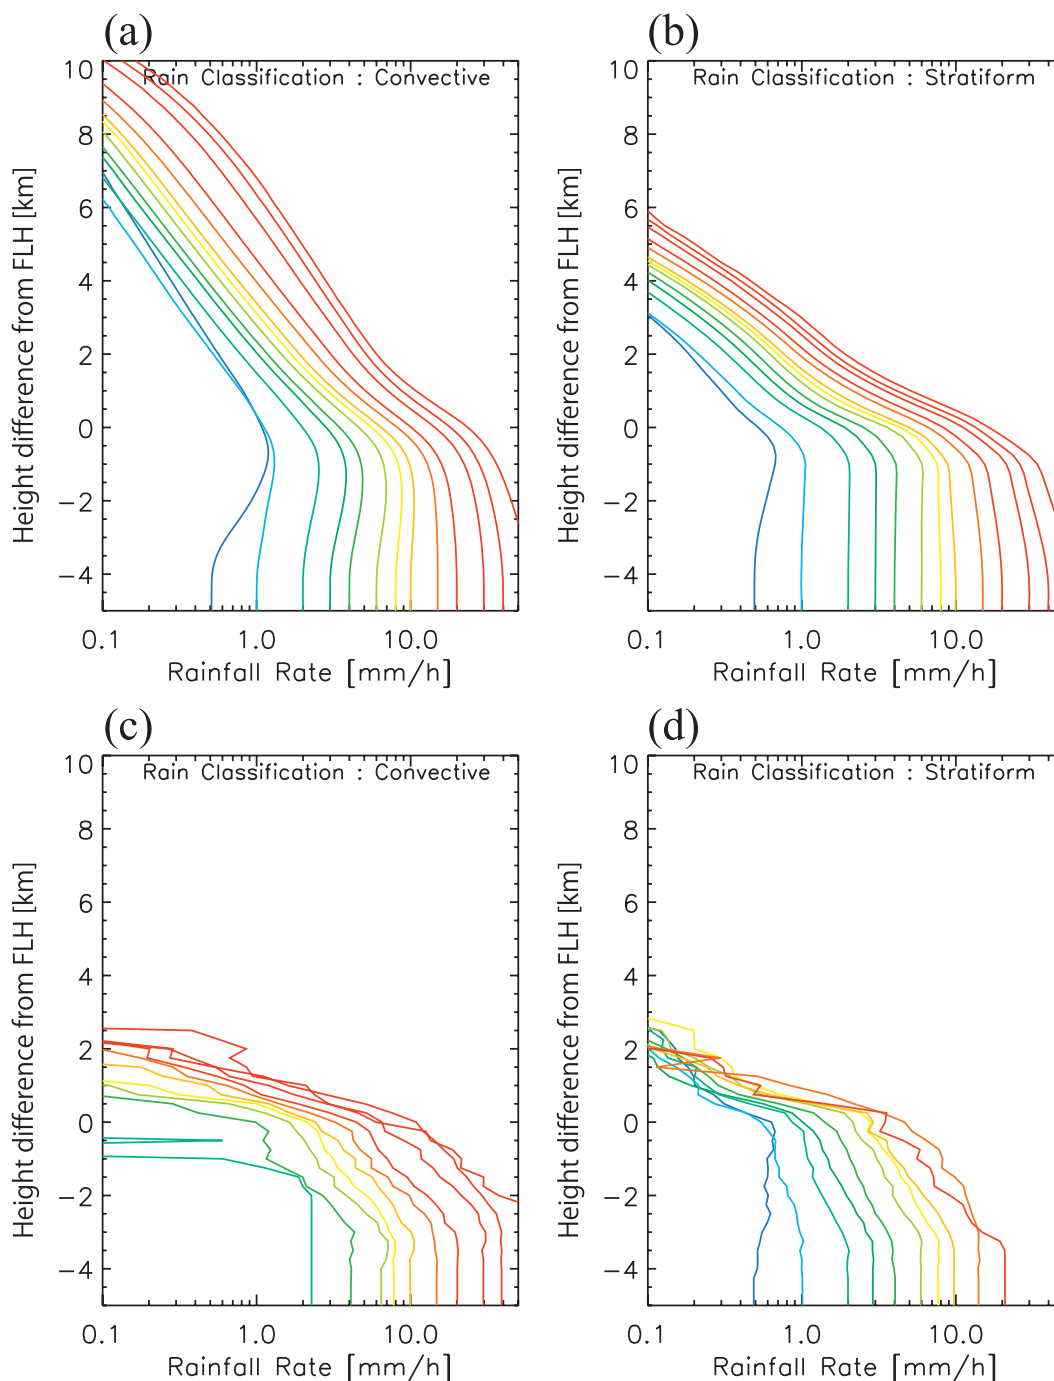 (a)
Rain Classification : Convective
10
8
6
4
2
0
−2
−4
Height difference from FLH [km]
0.1 1.0 10.0
Rainfall Rate [mm/h]
(b)
Rain Classification : Stratiform
10
8
6
4
2
0
−2
−4
Height difference from FLH [km]
0.1 1.0 10.0
Rainfall Rate [mm/h]
(c)
Rain Classification : Convective
10
8
6
4
2
0
−2
−4
Height difference from FLH [km]
0.1 1.0 10.0
Rainfall Rate [mm/h]
(d)
Rain Classification : Stratiform
10
8
6
4
2
0
−2
−4
Height difference from FLH [km]
0.1 1.0 10.0
Rainfall Rate [mm/h]